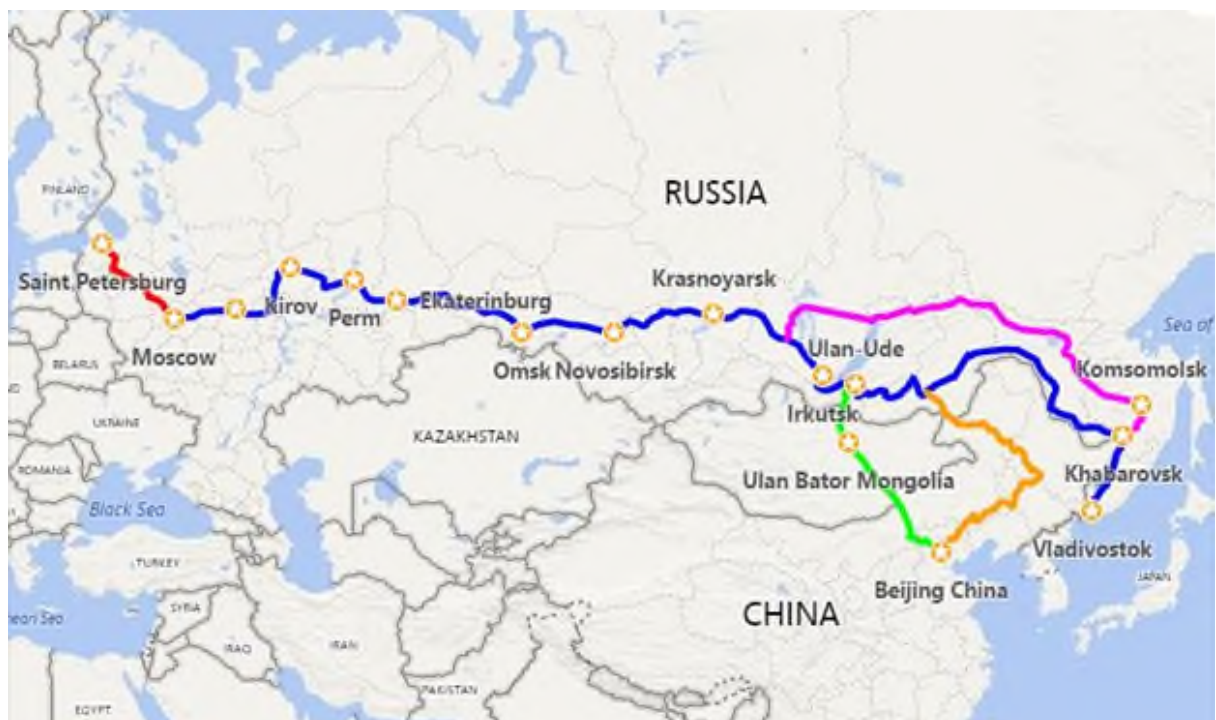 FINLAND
RUSSIA
Saint Petersburg
Moscow
Kirov
Perm
Ekaterinburg
Omsk
Novosibirsk
Krasnoyarsk
Ulan-Ude
Irkutsk
Komsomolsk
Khabarovsk
Vladivostok
Ulan Bator Mongolia
Beijing China
CHINA
Sea of
BELARUS
UKRAINE
ROMANIA
KAZAKHSTAN
Black Sea
TURKEY
SYRIA
IRAQ
IRAN
PAKISTAN
EGYPT
JAPAN
nean Sea